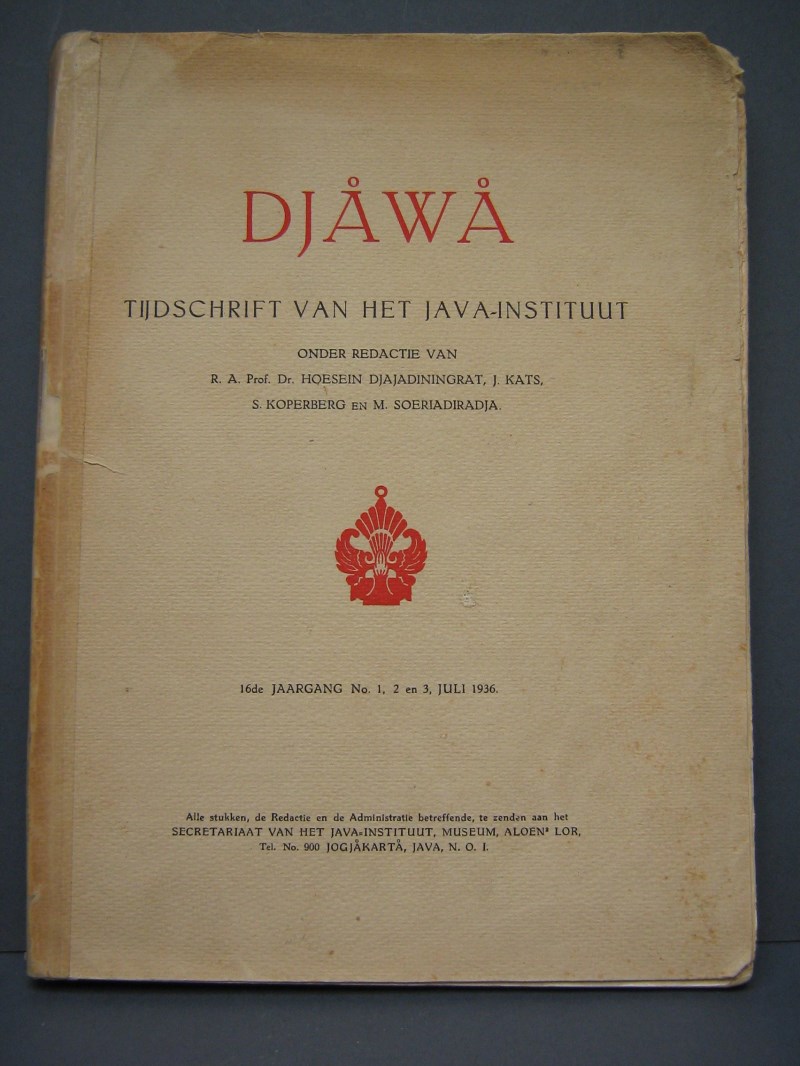 DJÅWÅ
TIJDSCHRIFT VAN HET JAVA-INSTITUUT
ONDER REDACTIE VAN
R. A. Prof. Dr. HOESEIN DJAJADININGRAT, J. KATS,
S. KOPERBERG EN M. SOERIADIRADJA.
16de JAARGANG No. 1, 2 en 3, JULI 1936.
Alle stukken, de Redactie en de Administratie betreffende, te zenden aan het
SECRETARIAAT VAN HET JAVA-INSTITUUT, MUSEUM, ALOEN² LOR,
Tel. No. 900 JOGJÅKARTÅ, JAVA, N. O. I.